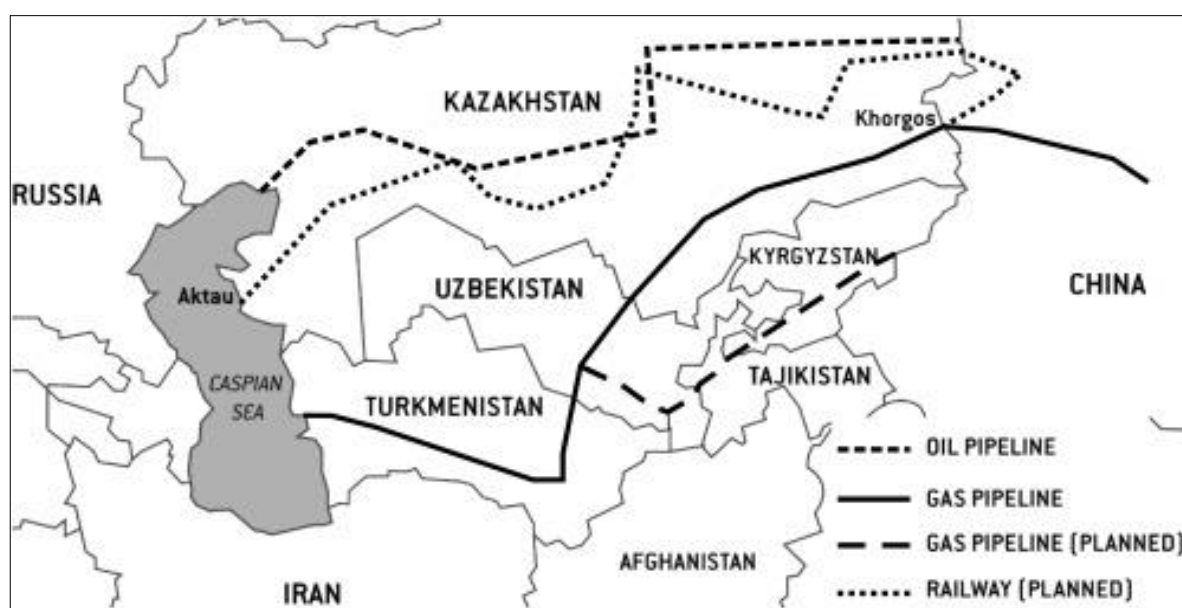 KAZAKHSTAN
Khorgos
RUSSIA
KYRGYZSTAN
Aktau
UZBEKISTAN
CHINA
CASPIAN
SEA
TURKMENISTAN
TAJIKISTAN
OIL PIPELINE
GAS PIPELINE
GAS PIPELINE (PLANNED)
RAILWAY (PLANNED)
AFGHANISTAN
IRAN